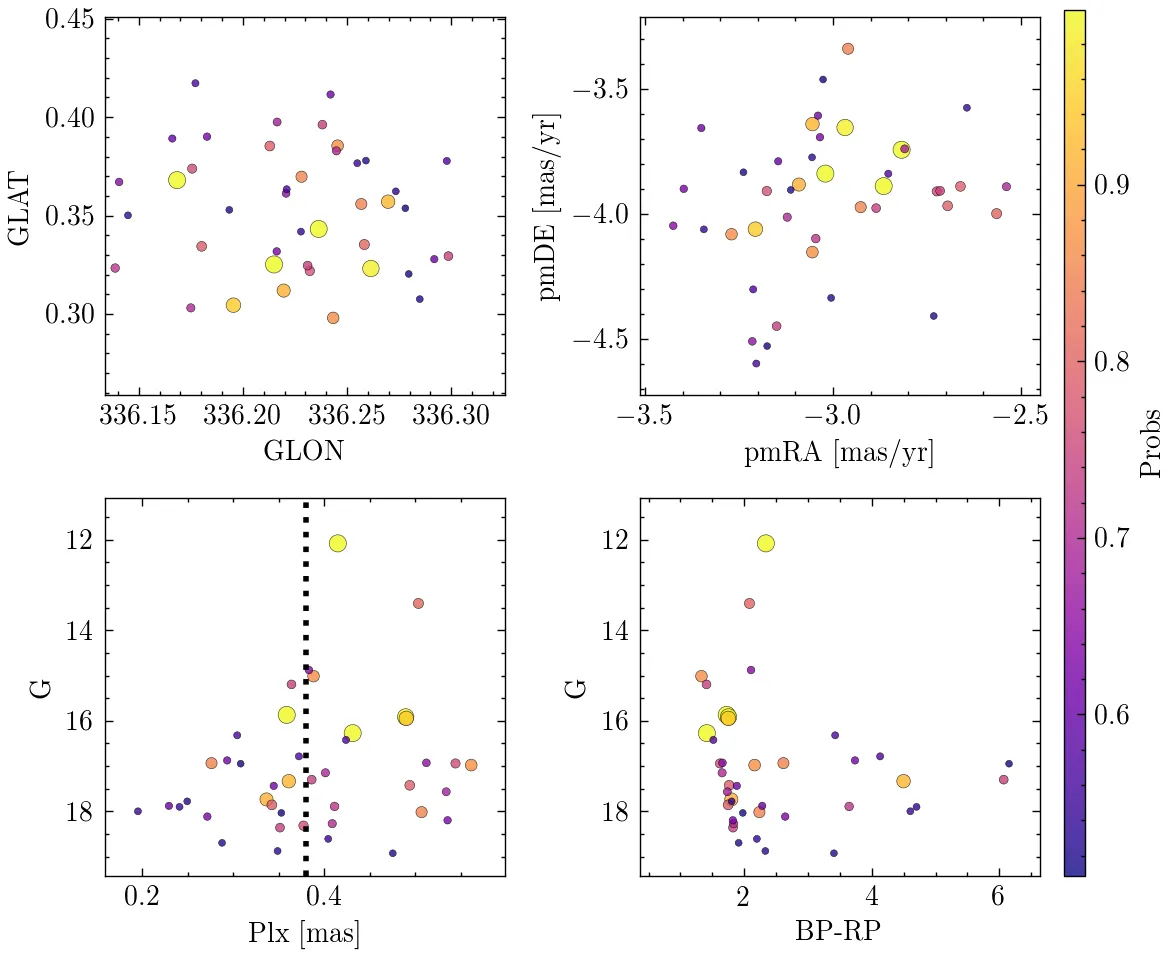 0.45
0.40
0.35
0.30
GLAT
336.15 336.20 336.25 336.30
GLON
−3.5
−4.0
−4.5
pmDE [mas/yr]
−3.5 −3.0 −2.5
pmRA [mas/yr]
12
14
16
18
G
0.2 0.4
Plx [mas]
12
14
16
18
G
2 4 6
BP-RP
0.9
0.8
0.7
0.6
Probs